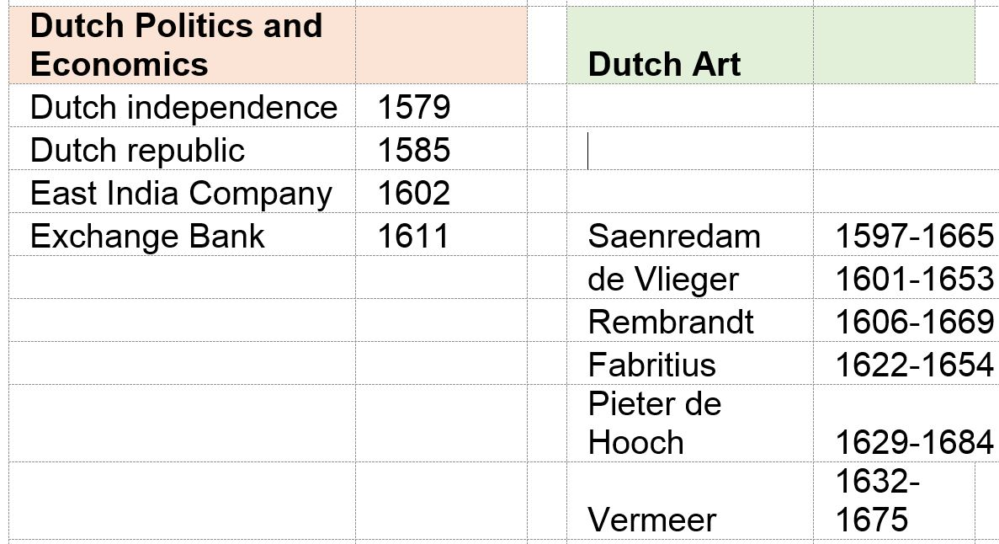 Dutch Politics and
Economics
Dutch Art
Dutch independence 1579
Dutch republic 1585
East India Company 1602
Exchange Bank 1611
Saenredam 1597-1665
de Vlieger 1601-1653
Rembrandt 1606-1669
Fabritius 1622-1654
Pieter de
Hooch 1629-1684
Vermeer
1632-
1675